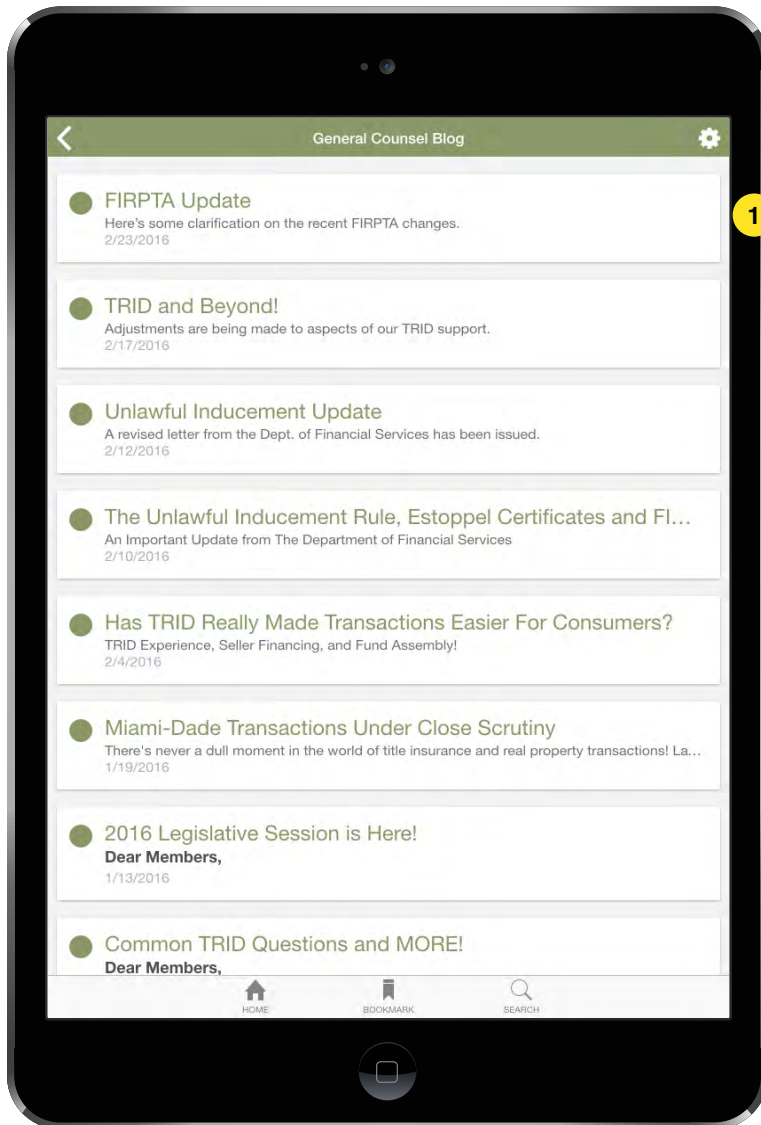 General Counsel Blog
1
FIRPTA Update
Here's some clarification on the recent FIRPTA changes.
2/23/2016
TRID and Beyond!
Adjustments are being made to aspects of our TRID support.
2/17/2016
Unlawful Inducement Update
A revised letter from the Dept. of Financial Services has been issued.
2/12/2016
The Unlawful Inducement Rule, Estoppel Certificates and FI…
An Important Update from The Department of Financial Services
2/10/2016
Has TRID Really Made Transactions Easier For Consumers?
TRID Experience, Seller Financing, and Fund Assembly!
2/4/2016
Miami-Dade Transactions Under Close Scrutiny
There's never a dull moment in the world of title insurance and real property transactions! La…
1/19/2016
2016 Legislative Session is Here!
Dear Members,
1/13/2016
Common TRID Questions and MORE!
Dear Members,
HOME
BOOKMARK
SEARCH